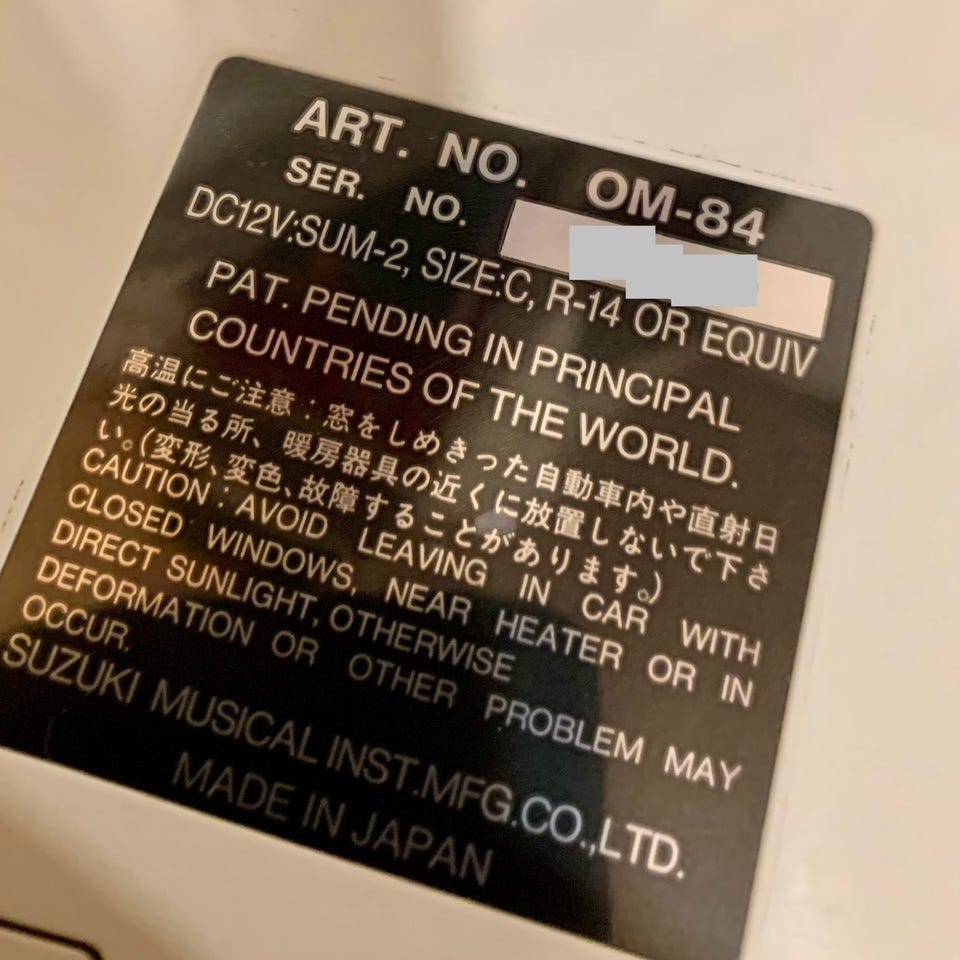 ART. NO. OM-84
SER. NO.
DC12V:SUM-2, SIZE:C, R-14 OR EQUIV
PAT. PENDING IN PRINCIPAL
COUNTRIES OF THE WORLD.
高温にご注意：窓をしめきった自動車内や直射日
光の当る所、暖房器具の近くに放置しないで下さ
い。(変形、変色、故障することがあります。)
CAUTION : AVOID LEAVING IN CAR WITH
CLOSED WINDOWS, NEAR HEATER OR IN
DIRECT SUNLIGHT, OTHERWISE
DEFORMATION OR OTHER PROBLEM MAY
OCCUR.
SUZUKI MUSICAL INST.MFG.CO.,LTD.
MADE IN JAPAN